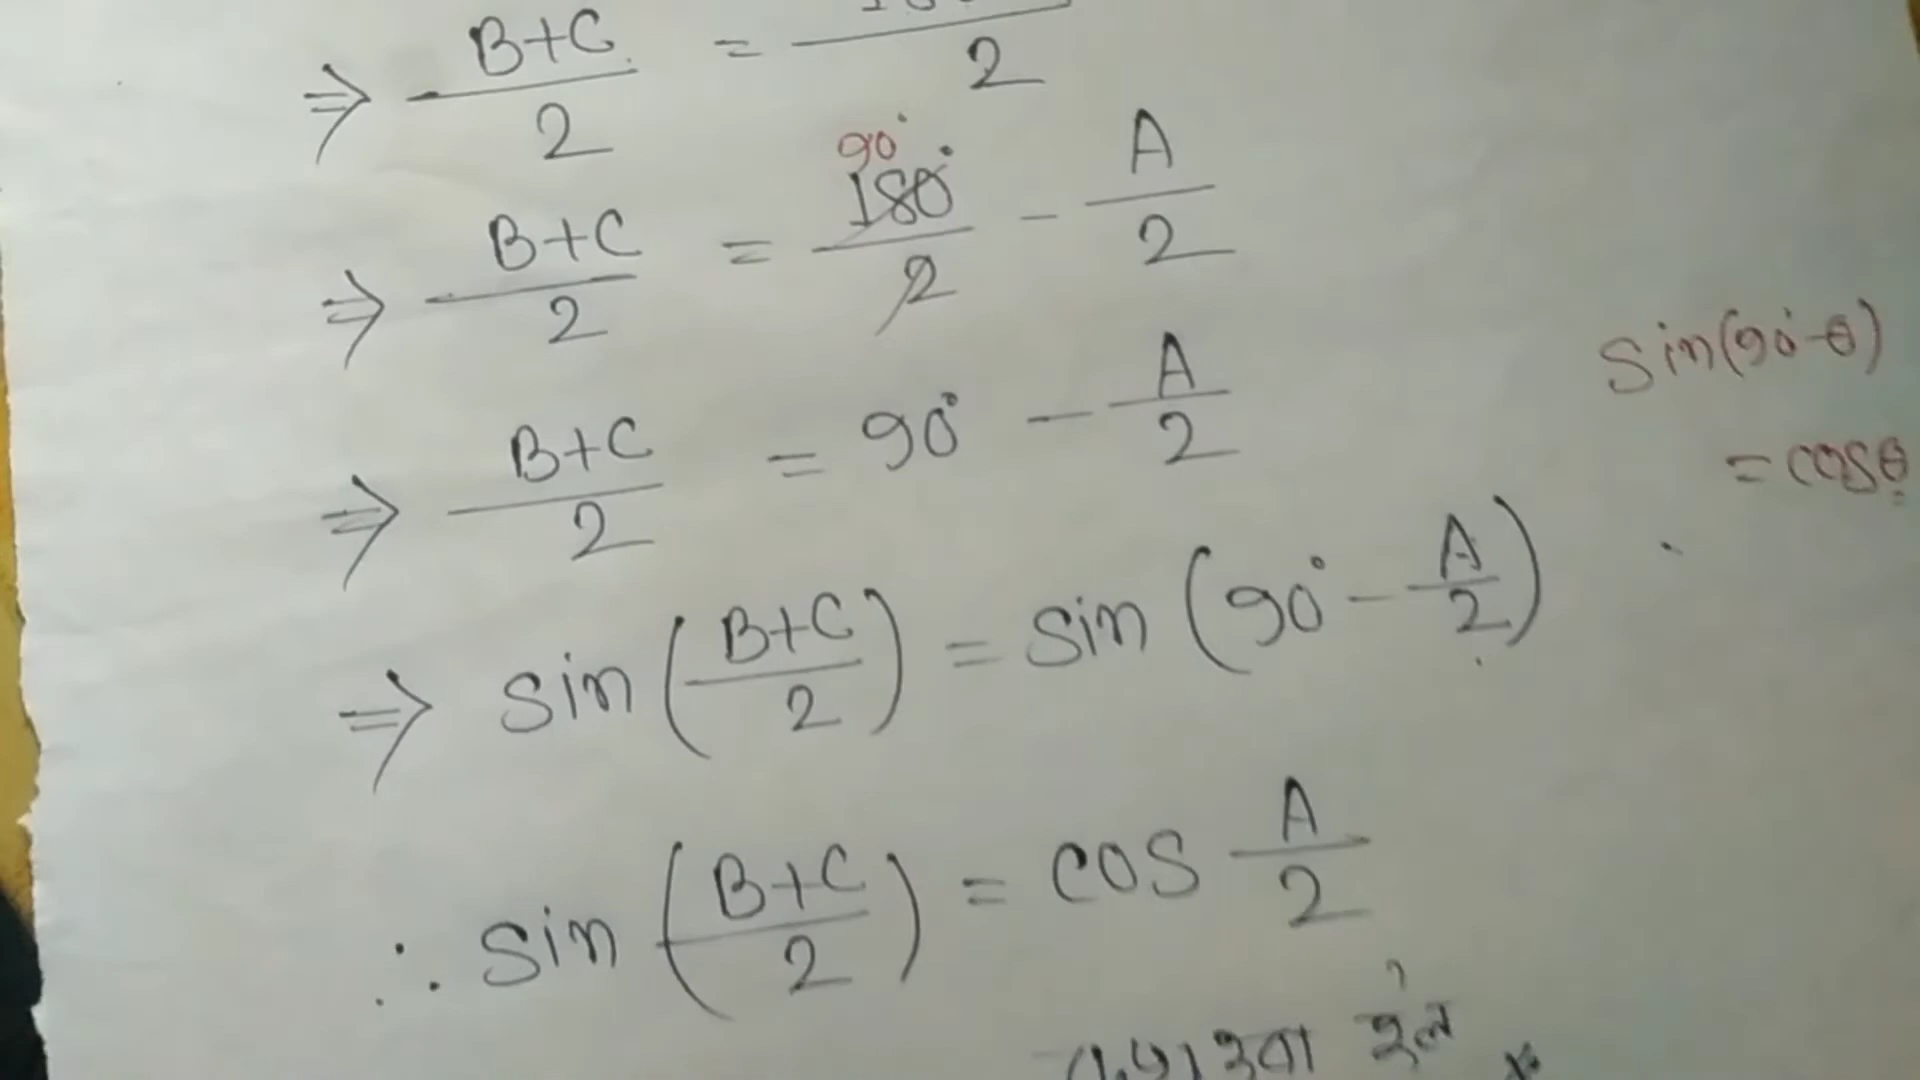 ⇒ B+C/2 = /2
⇒ B+C/2 = 180°/2 - A/2
90°
⇒ B+C/2 = 90° - A/2
sin(90°-θ)
= cosθ
⇒ sin(B+C/2) = sin(90° - A/2)
∴ sin(B+C/2) = cos A/2